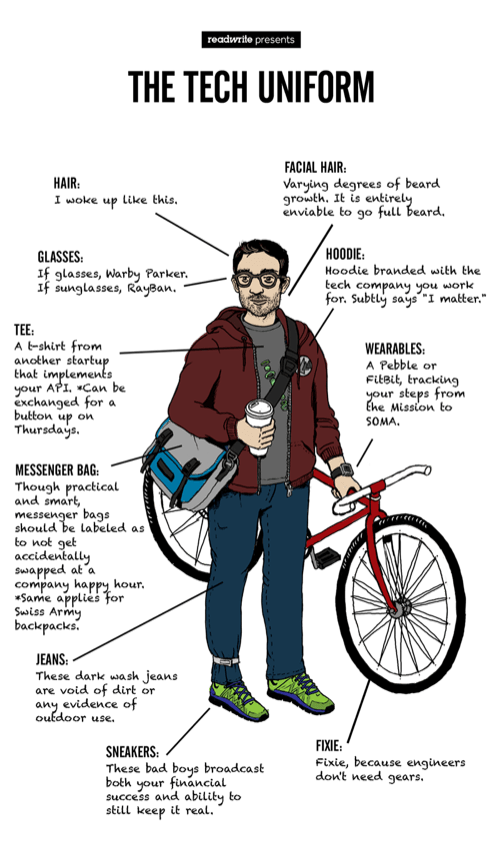 readwrite presents
THE TECH UNIFORM
HAIR:
I woke up like this.
FACIAL HAIR:
Varying degrees of beard
growth. It is entirely
enviable to go full beard.
GLASSES:
If glasses, Warby Parker.
If sunglasses, RayBan.
HOODIE:
Hoodie branded with the
tech company you work
for. Subtly says "I matter."
TEE:
A t-shirt from
another startup
that implements
your API. *Can be
exchanged for a
button up on
Thursdays.
WEARABLES:
A Pebble or
FitBit, tracking
your steps from
the Mission to
SOMA.
MESSENGER BAG:
Though practical
and smart,
messenger bags
should be labeled as
to not get
accidentally
swapped at a
company happy hour.
*Same applies for
Swiss Army
backpacks.
JEANS:
These dark wash jeans
are void of dirt or
any evidence of
outdoor use.
SNEAKERS:
These bad boys broadcast
both your financial
success and ability to
still keep it real.
FIXIE:
Fixie, because engineers
don't need gears.